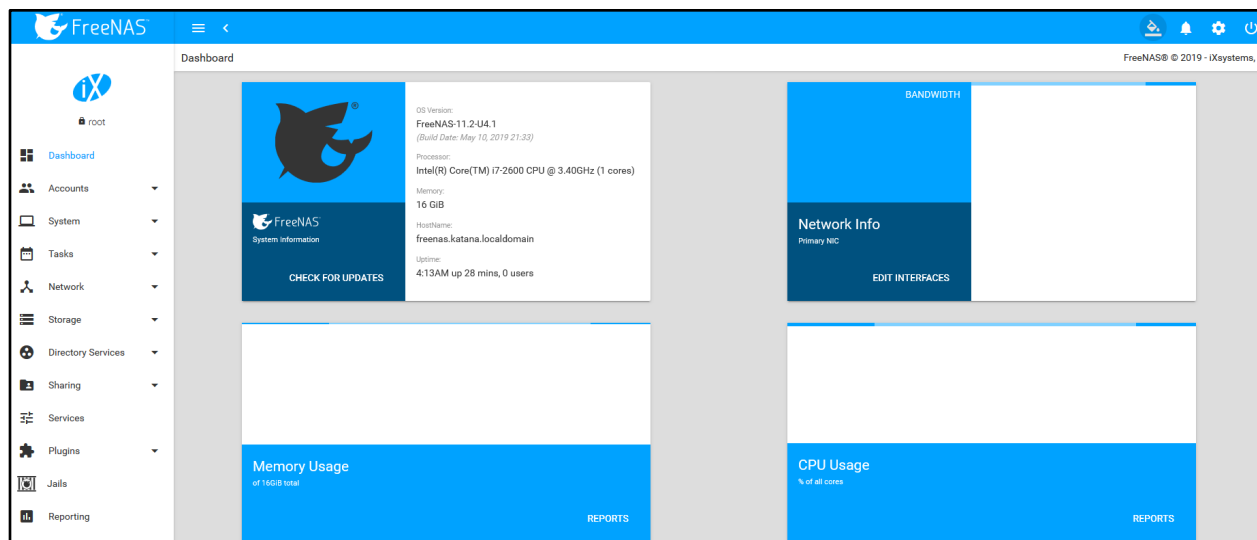 FreeNAS®
Dashboard
FreeNAS® © 2019 - iXsystems,
iX
root
Dashboard
Accounts
System
Tasks
Network
Storage
Directory Services
Sharing
Services
Plugins
Jails
Reporting
®
FreeNAS®
System Information
CHECK FOR UPDATES
OS Version:
FreeNAS-11.2-U4.1
(Build Date: May 10, 2019 21:33)
Processor:
Intel(R) Core(TM) i7-2600 CPU @ 3.40GHz (1 cores)
Memory:
16 GiB
HostName:
freenas.katana.localdomain
Uptime:
4:13AM up 28 mins, 0 users
BANDWIDTH
Network Info
Primary NIC
EDIT INTERFACES
Memory Usage
of 16GiB total
REPORTS
CPU Usage
% of all cores
REPORTS